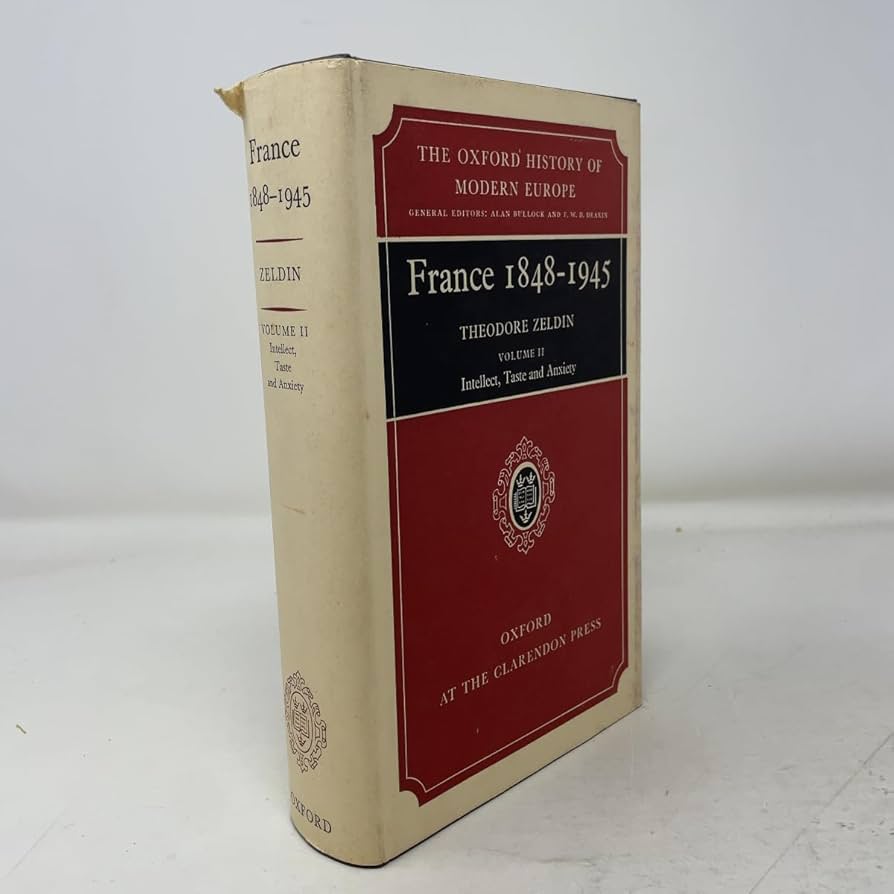 France
1848–1945
ZELDIN
VOLUME II
Intellect,
Taste
and Anxiety
OXFORD
THE OXFORD HISTORY OF
MODERN EUROPE
GENERAL EDITORS: ALAN BULLOCK AND F. W. D. DEAKIN
France 1848–1945
THEODORE ZELDIN
VOLUME II
Intellect, Taste and Anxiety
OXFORD
AT THE CLARENDON PRESS